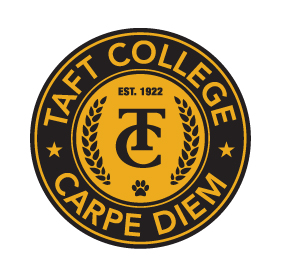 TAFT COLLEGE
EST. 1922
TC
CARPE DIEM